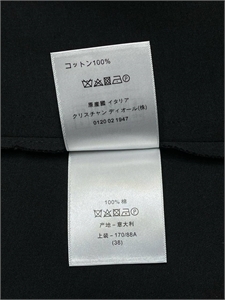 コットン100%
原産國 イタリア
クリスチャン ディオール(株)
0120 02 1947
100% 棉
产地-意大利
上装-170/88A
(38)